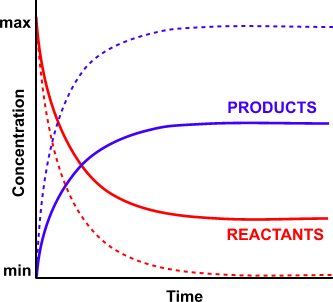 max
PRODUCTS
Concentration
REACTANTS
min
Time